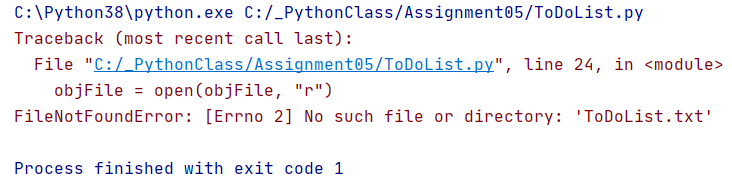 C:\Python38\python.exe C:/_PythonClass/Assignment05/ToDoList.py
Traceback (most recent call last):
  File "C:/_PythonClass/Assignment05/ToDoList.py", line 24, in <module>
    objFile = open(objFile, "r")
FileNotFoundError: [Errno 2] No such file or directory: 'ToDoList.txt'
Process finished with exit code 1